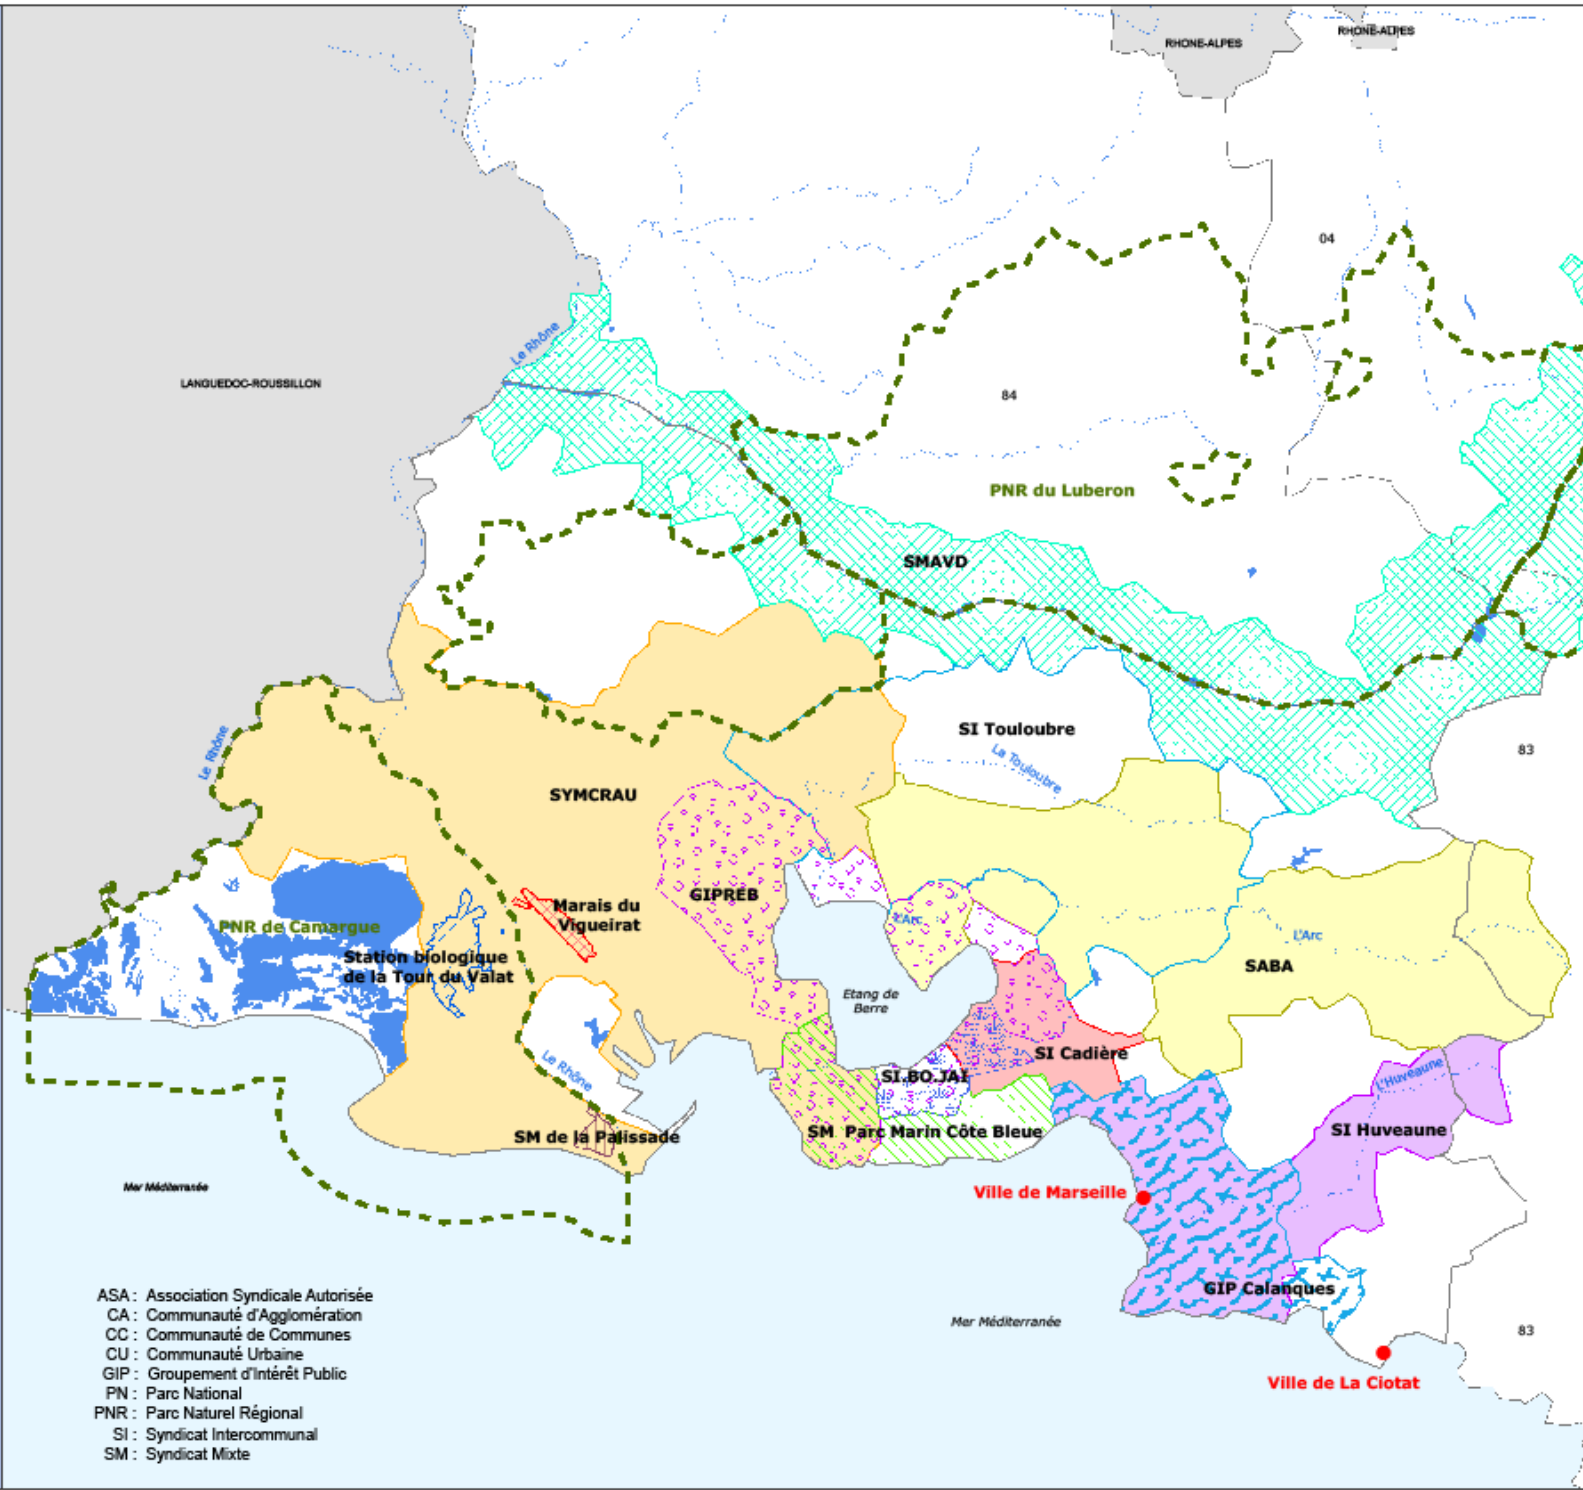 RHONE-ALPES
RHONE-ALPES
04
Le Rhône
LANGUEDOC-ROUSSILLON
84
PNR du Luberon
SMAVD
SI Touloubre
La Touloubre
83
Le Rhône
SYMCRAU
GIPREB
Marais du
Vigueirat
PNR de Camargue
L'Arc
L'Arc
Station biologique
de la Tour du Valat
SABA
Etang de
Berre
SI Cadière
Le Rhône
SI.BO.JAI
L'Huveaune
SM de la Palissade
SM Parc Marin Côte Bleue
SI Huveaune
Mer Méditerranée
Ville de Marseille
GIP Calanques
Mer Méditerranée
83
Ville de La Ciotat
ASA : Association Syndicale Autorisée
CA : Communauté d'Agglomération
CC : Communauté de Communes
CU : Communauté Urbaine
GIP : Groupement d'Intérêt Public
PN : Parc National
PNR : Parc Naturel Régional
SI : Syndicat Intercommunal
SM : Syndicat Mixte